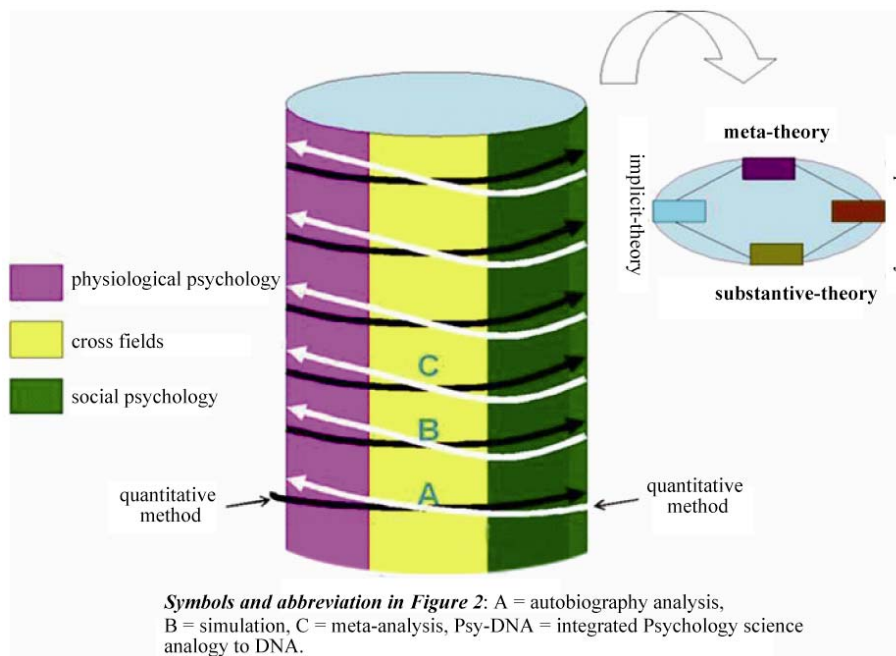 meta-theory
implicit-theory
substantive-theory
physiological psychology
cross fields
social psychology
C
B
A
quantitative
method
quantitative
method
Symbols and abbreviation in Figure 2: A = autobiography analysis,
B = simulation, C = meta-analysis, Psy-DNA = integrated Psychology science
analogy to DNA.